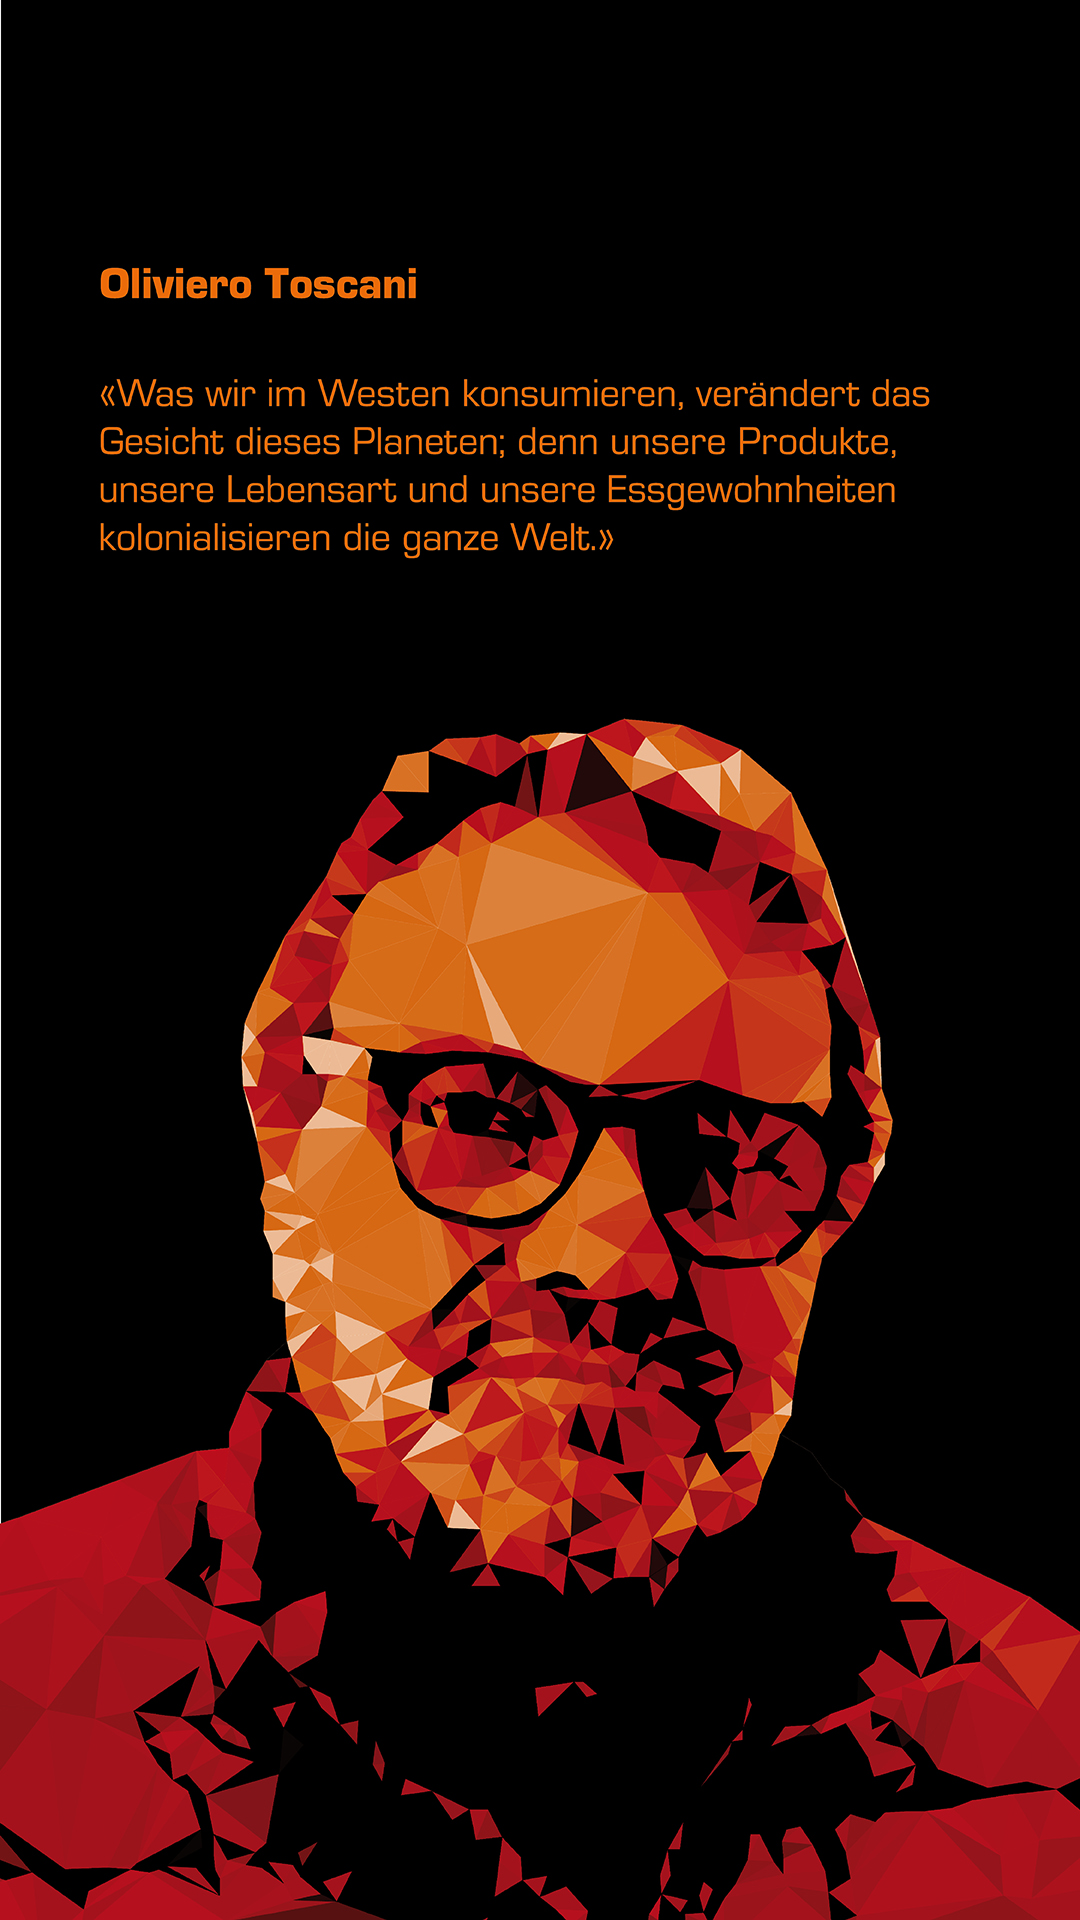 Oliviero Toscani
«Was wir im Westen konsumieren, verändert das
Gesicht dieses Planeten; denn unsere Produkte,
unsere Lebensart und unsere Essgewohnheiten
kolonialisieren die ganze Welt.»